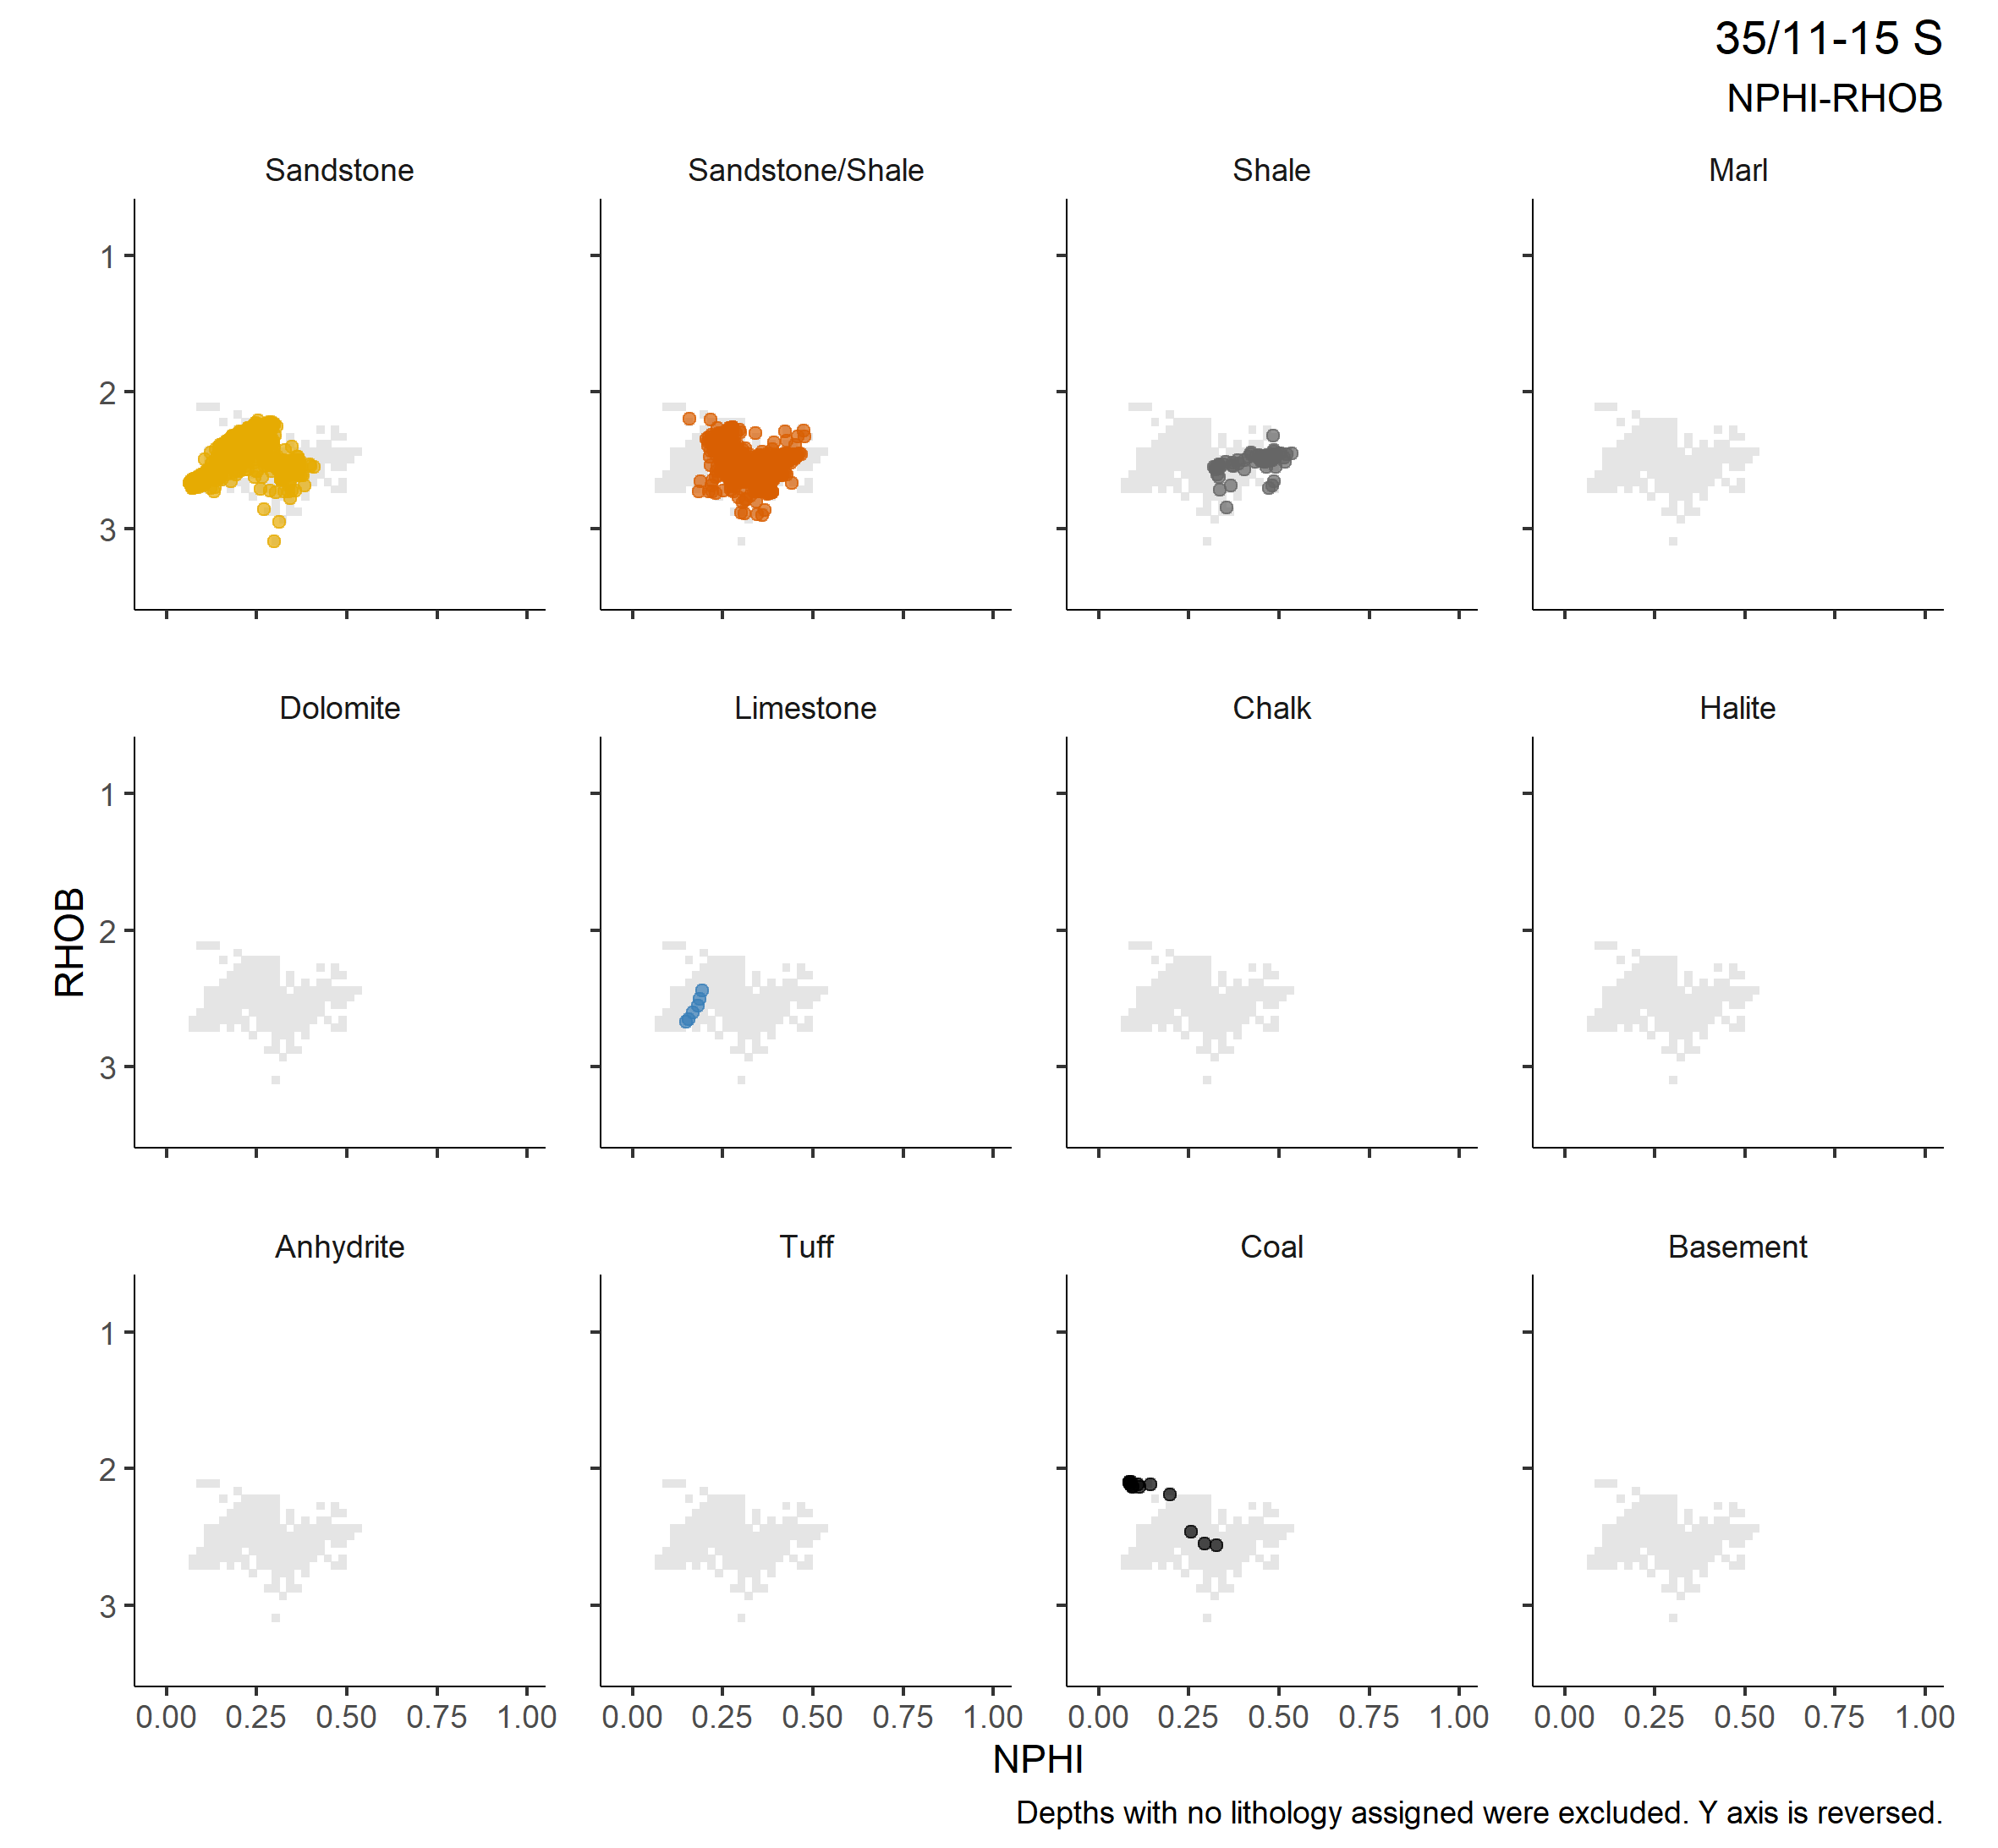 35/11-15 S
NPHI-RHOB
Sandstone
Sandstone/Shale
Shale
Marl
1
2
3
Dolomite
Limestone
Chalk
Halite
RHOB
1
2
3
Anhydrite
Tuff
Coal
Basement
1
2
3
0.00 0.25 0.50 0.75 1.00
0.00 0.25 0.50 0.75 1.00
0.00 0.25 0.50 0.75 1.00
0.00 0.25 0.50 0.75 1.00
NPHI
Depths with no lithology assigned were excluded. Y axis is reversed.